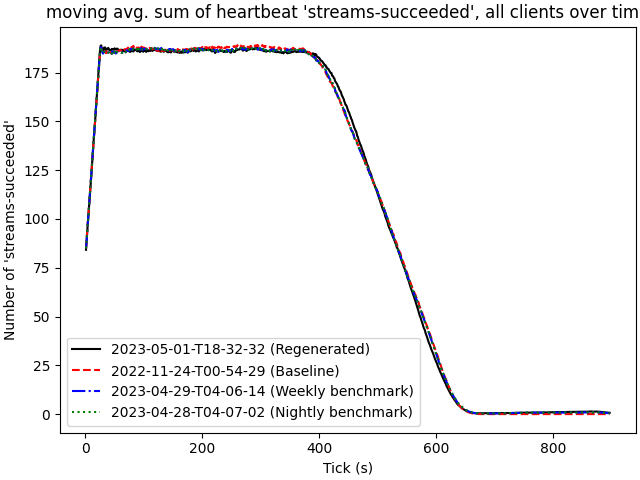 moving avg. sum of heartbeat 'streams-succeeded', all clients over tim
Number of 'streams-succeeded'
175
150
125
100
75
50
25
0
2023-05-01-T18-32-32 (Regenerated)
2022-11-24-T00-54-29 (Baseline)
2023-04-29-T04-06-14 (Weekly benchmark)
2023-04-28-T04-07-02 (Nightly benchmark)
0 200 400 600 800
Tick (s)